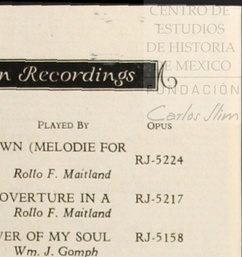 CENTRO DE
ESTUDIOS
DE HISTORIA
DE MEXICO
FUNDACIÓN
Carlos Slim
n Recordings
PLAYED BY OPUS
WN (MELODIE FOR RJ-5224
Rollo F. Maitland
OVERTURE IN A RJ-5217
Rollo F. Maitland
WER OF MY SOUL RJ-5158
Wm. J. Gomph